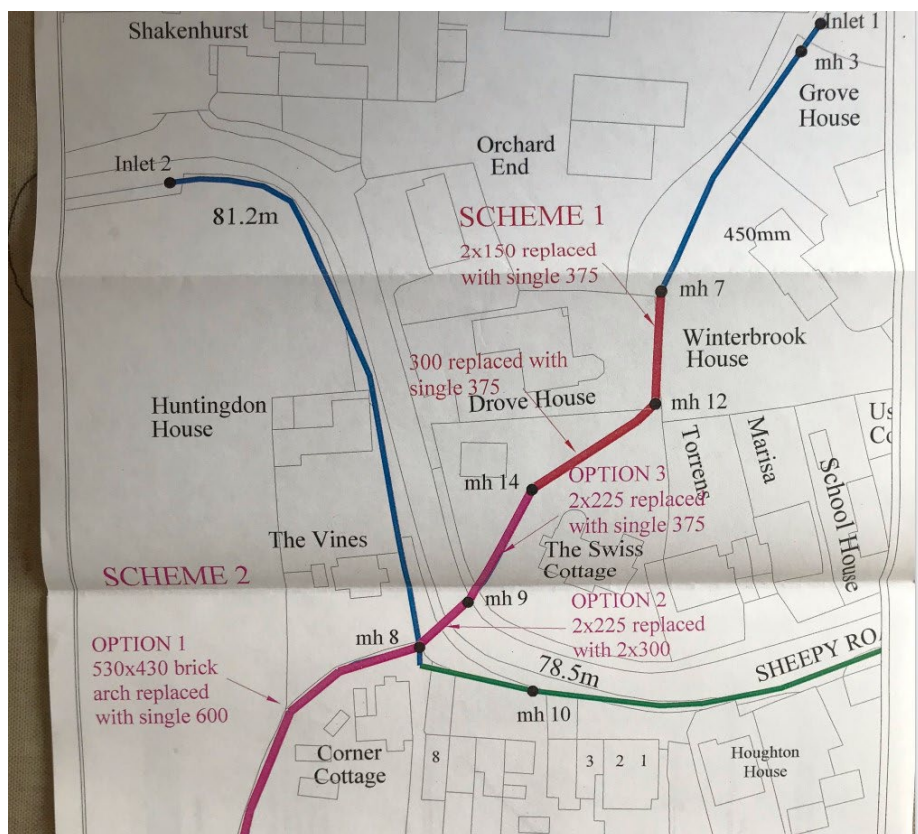 Shakenhurst
Inlet 1
mh 3
Grove
House
Orchard
End
Inlet 2
81.2m
SCHEME 1
2x150 replaced
with single 375
450mm
mh 7
Winterbrook
House
300 replaced with
single 375
Drove House
mh 12
Huntingdon
House
Torrens
Marisa
School House
mh 14
OPTION 3
2x225 replaced
with single 375
The Vines
The Swiss
Cottage
SCHEME 2
mh 9
OPTION 2
2x225 replaced
with 2x300
mh 8
OPTION 1
530x430 brick
arch replaced
with single 600
78.5m
SHEEPY
mh 10
Corner
Cottage
8
3
2
1
Houghton
House